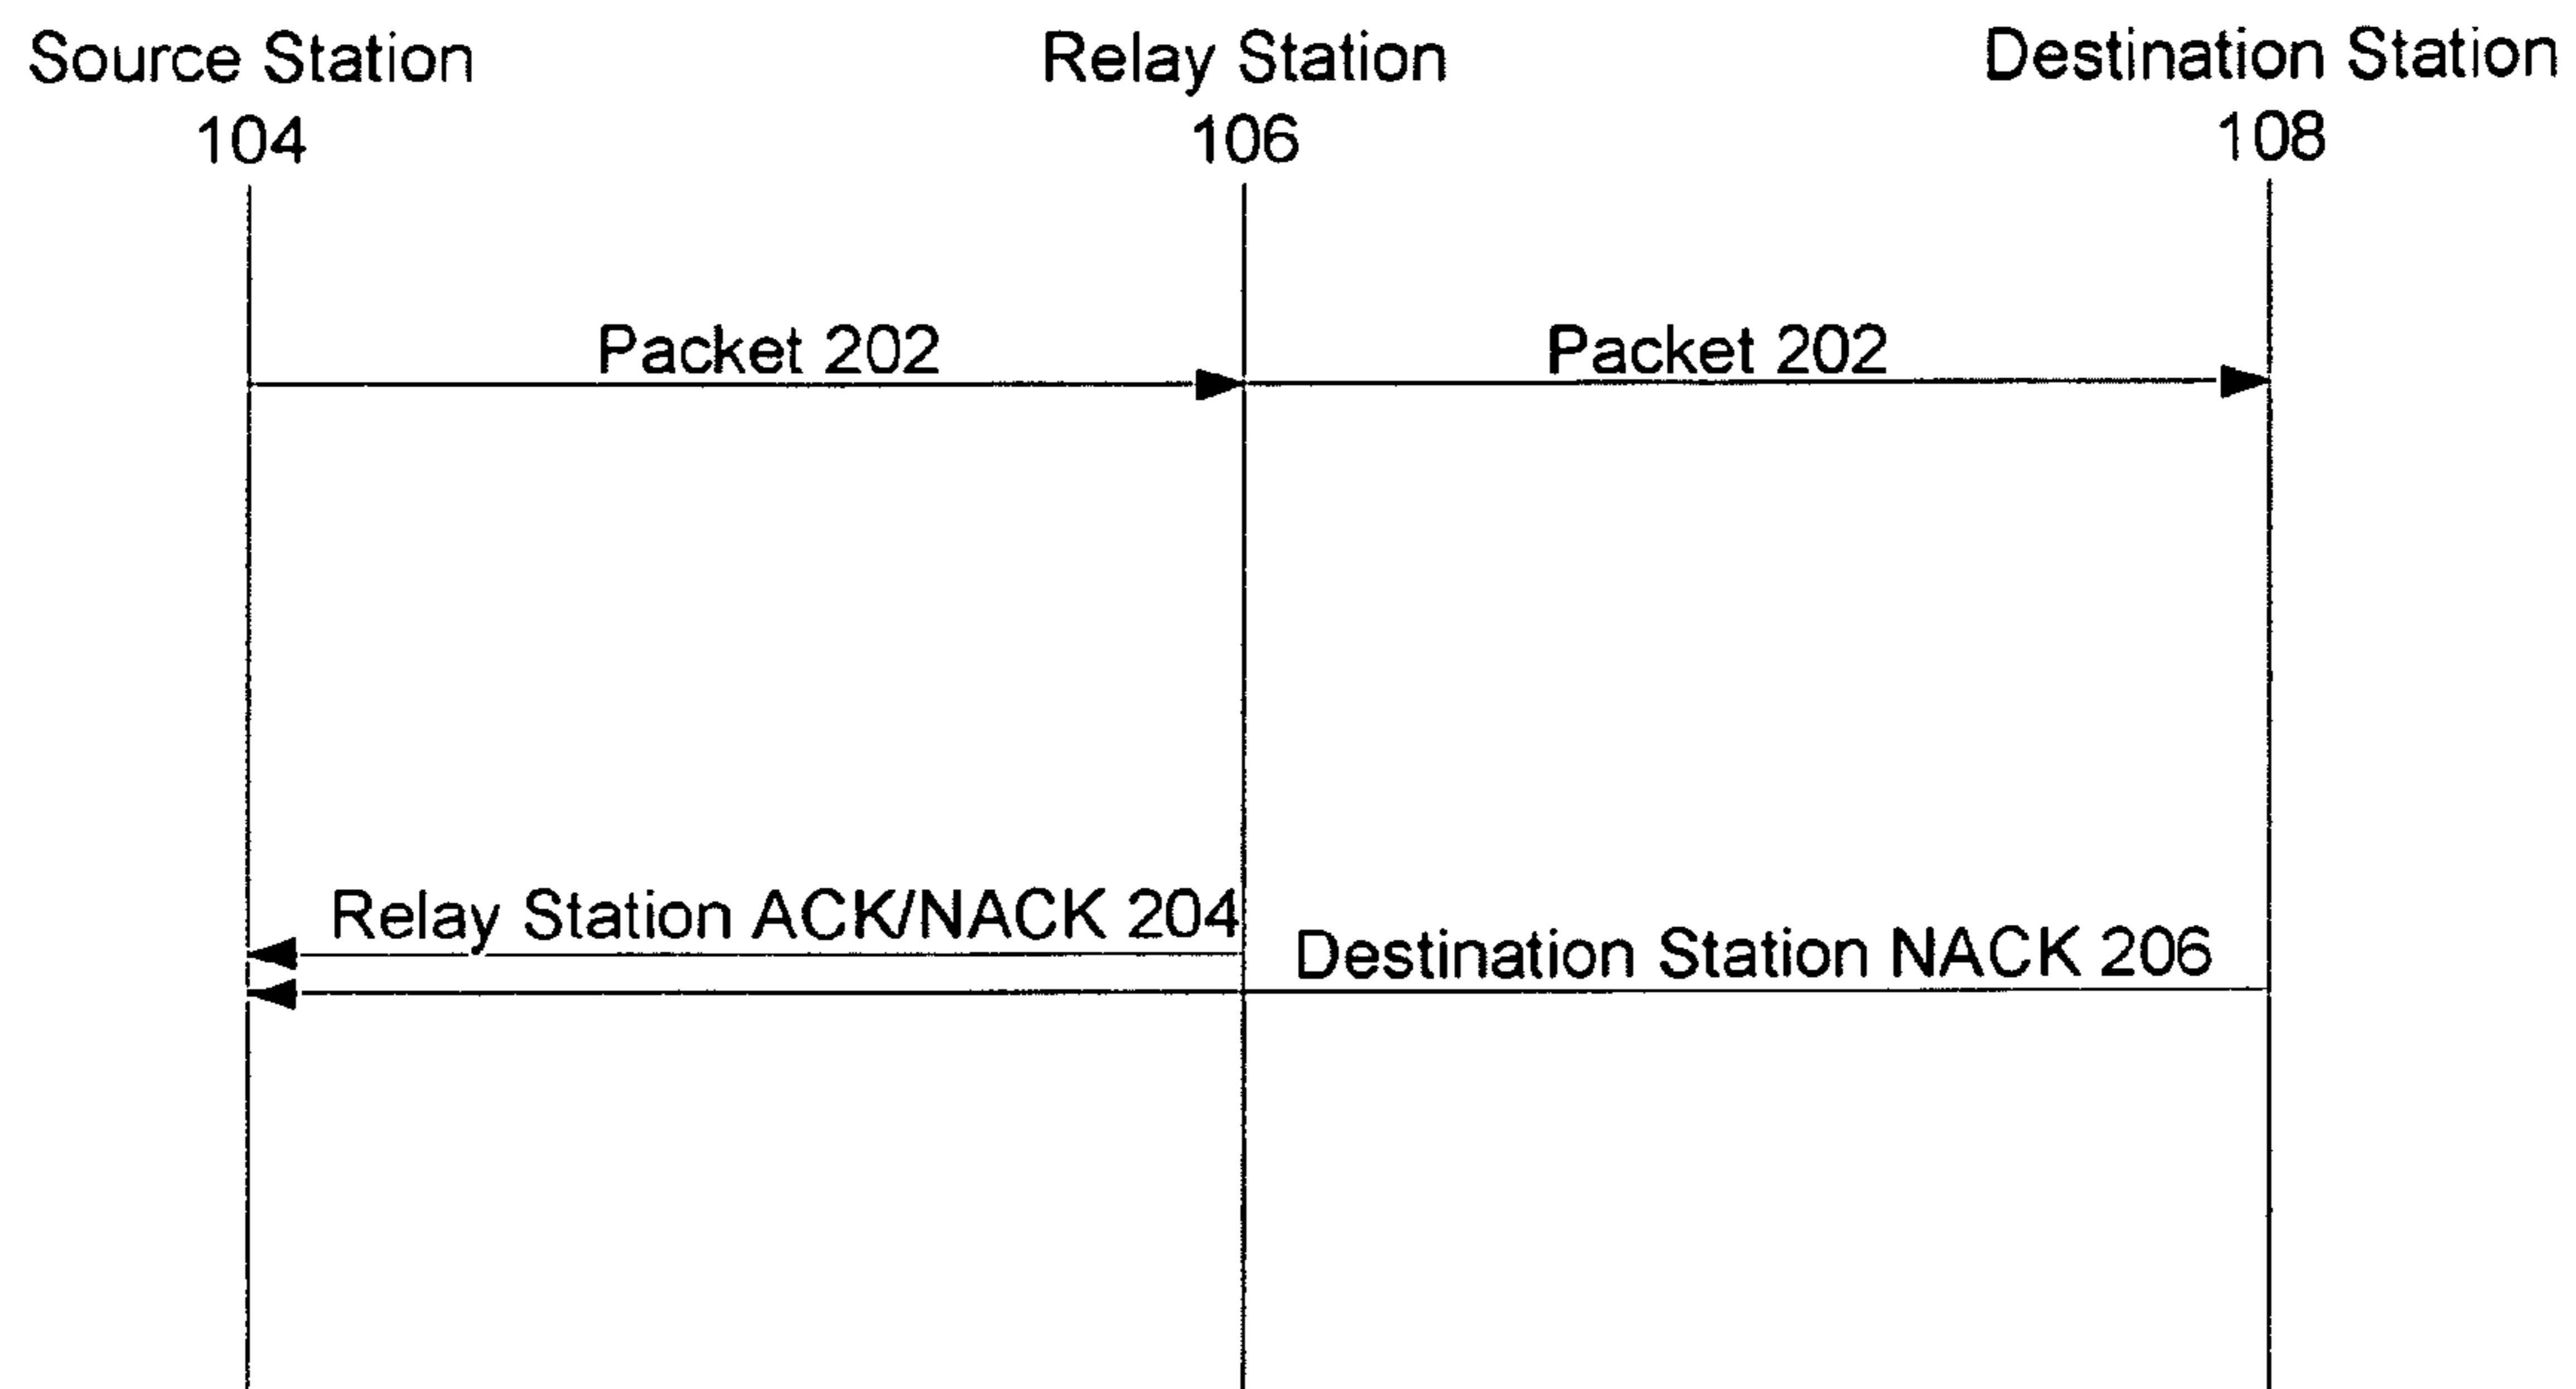 Source Station
104
Relay Station
106
Destination Station
108
Packet 202
Packet 202
Relay Station ACK/NACK 204
Destination Station NACK 206